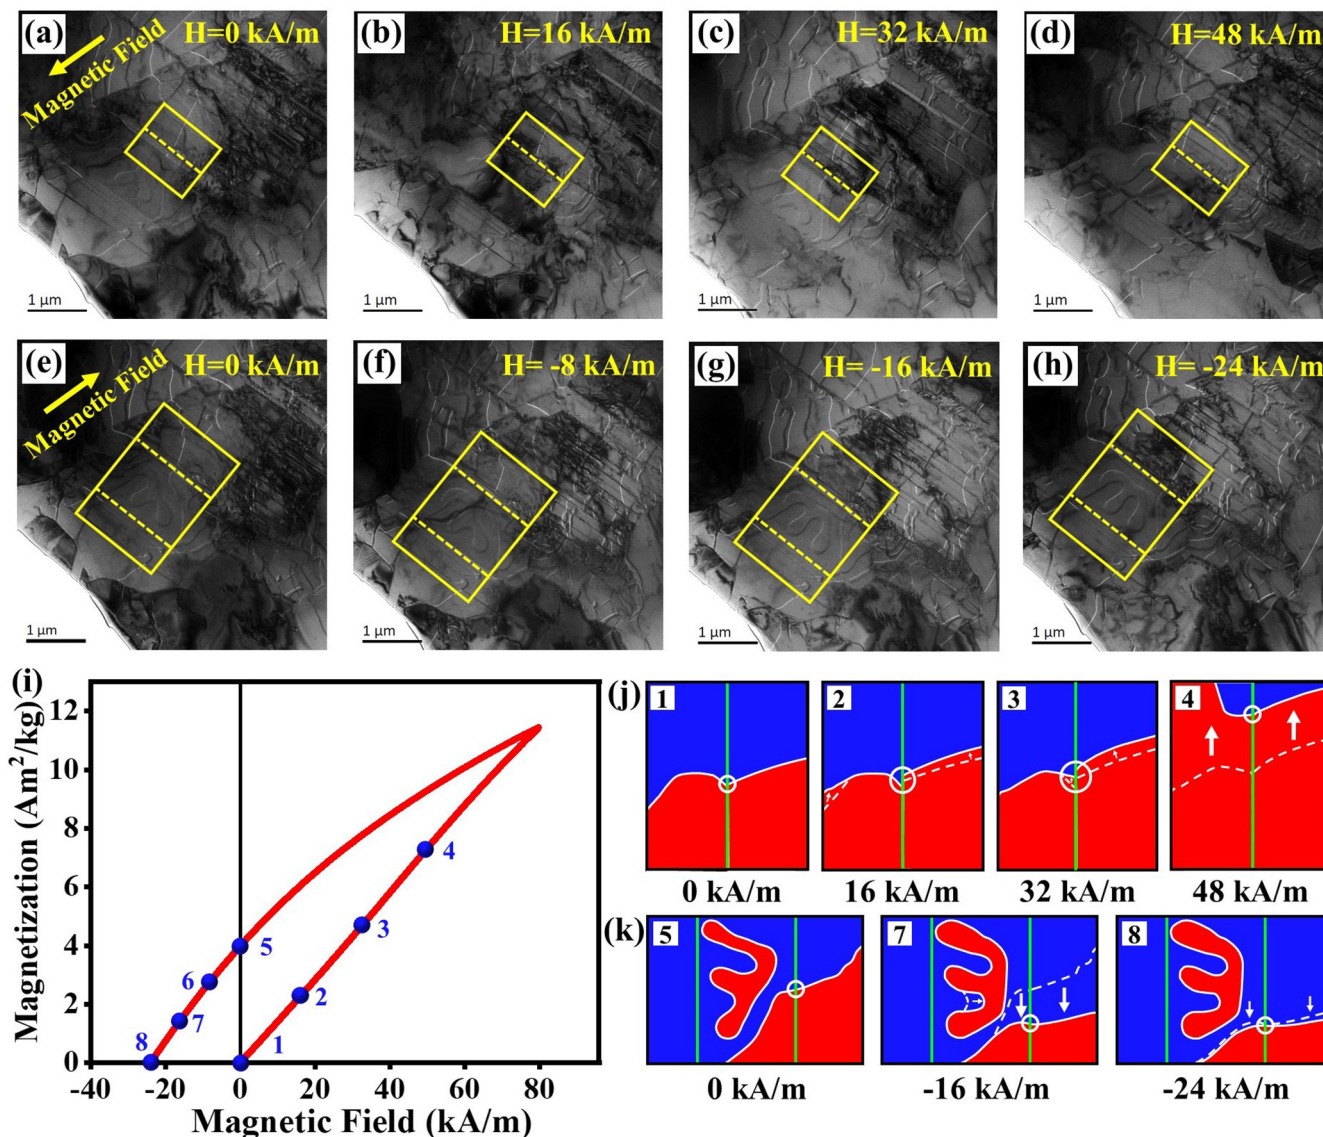 (a) H=0 kA/m
Magnetic Field
1 μm
(b) H=16 kA/m
1 μm
(c) H=32 kA/m
1 μm
(d) H=48 kA/m
1 μm
(e) H=0 kA/m
Magnetic Field
1 μm
(f) H= -8 kA/m
1 μm
(g) H= -16 kA/m
1 μm
(h) H= -24 kA/m
1 μm
(i)
Magnetization (Am²/kg)
12
10
8
6
4
2
0
4
3
5
6
2
7
8
1
-40 -20 0 20 40 60 80
Magnetic Field (kA/m)
(j)
1
0 kA/m
2
16 kA/m
3
32 kA/m
4
48 kA/m
(k)
5
0 kA/m
7
-16 kA/m
8
-24 kA/m